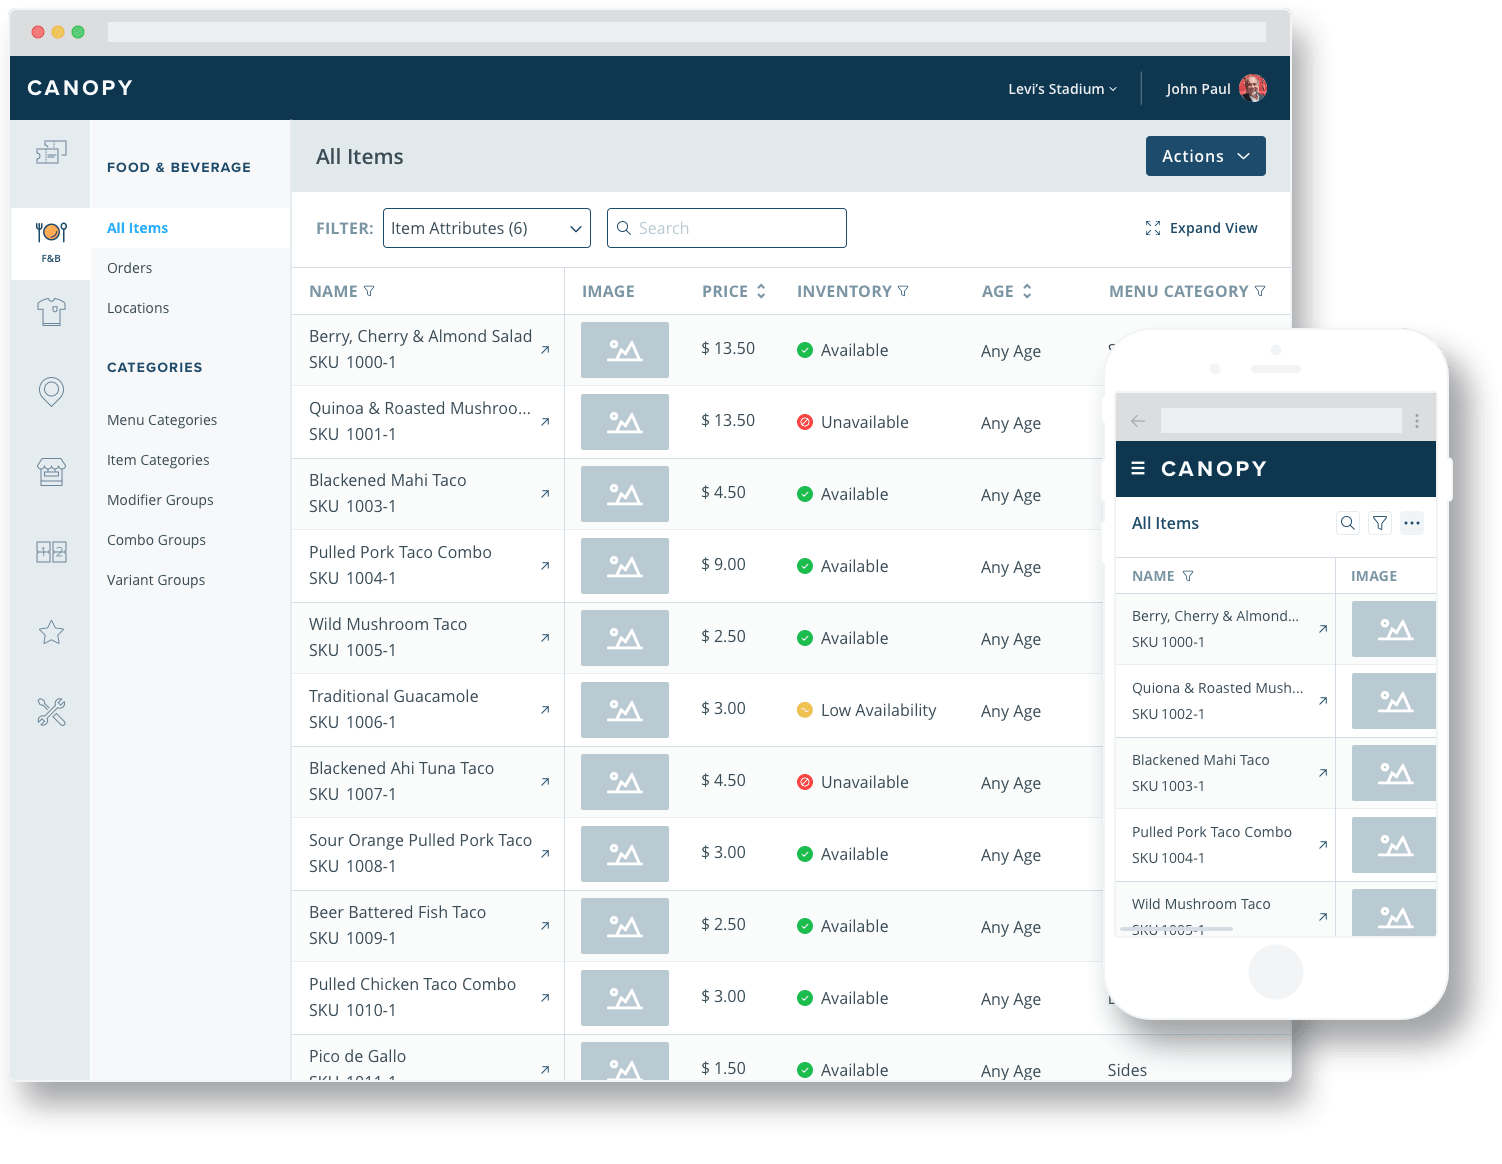 CANOPY
Levi's Stadium
John Paul
FOOD & BEVERAGE
All Items
Orders
Locations
CATEGORIES
Menu Categories
Item Categories
Modifier Groups
Combo Groups
Variant Groups
F&B
1 2
All Items
Actions
FILTER:
Item Attributes (6)
Search
Expand View
NAME IMAGE PRICE INVENTORY AGE MENU CATEGORY
Berry, Cherry & Almond Salad
SKU 1000-1
$ 13.50 Available Any Age
Quinoa & Roasted Mushroo...
SKU 1001-1
$ 13.50 Unavailable Any Age
Blackened Mahi Taco
SKU 1003-1
$ 4.50 Available Any Age
Pulled Pork Taco Combo
SKU 1004-1
$ 9.00 Available Any Age
Wild Mushroom Taco
SKU 1005-1
$ 2.50 Available Any Age
Traditional Guacamole
SKU 1006-1
$ 3.00 Low Availability Any Age
Blackened Ahi Tuna Taco
SKU 1007-1
$ 4.50 Unavailable Any Age
Sour Orange Pulled Pork Taco
SKU 1008-1
$ 3.00 Available Any Age
Beer Battered Fish Taco
SKU 1009-1
$ 2.50 Available Any Age
Pulled Chicken Taco Combo
SKU 1010-1
$ 3.00 Available Any Age
Pico de Gallo
SKU 1011-1
$ 1.50 Available Any Age Sides
CANOPY
All Items
NAME IMAGE
Berry, Cherry & Almond...
SKU 1000-1
Quiona & Roasted Mush...
SKU 1002-1
Blackened Mahi Taco
SKU 1003-1
Pulled Pork Taco Combo
SKU 1004-1
Wild Mushroom Taco
SKU 1005-1